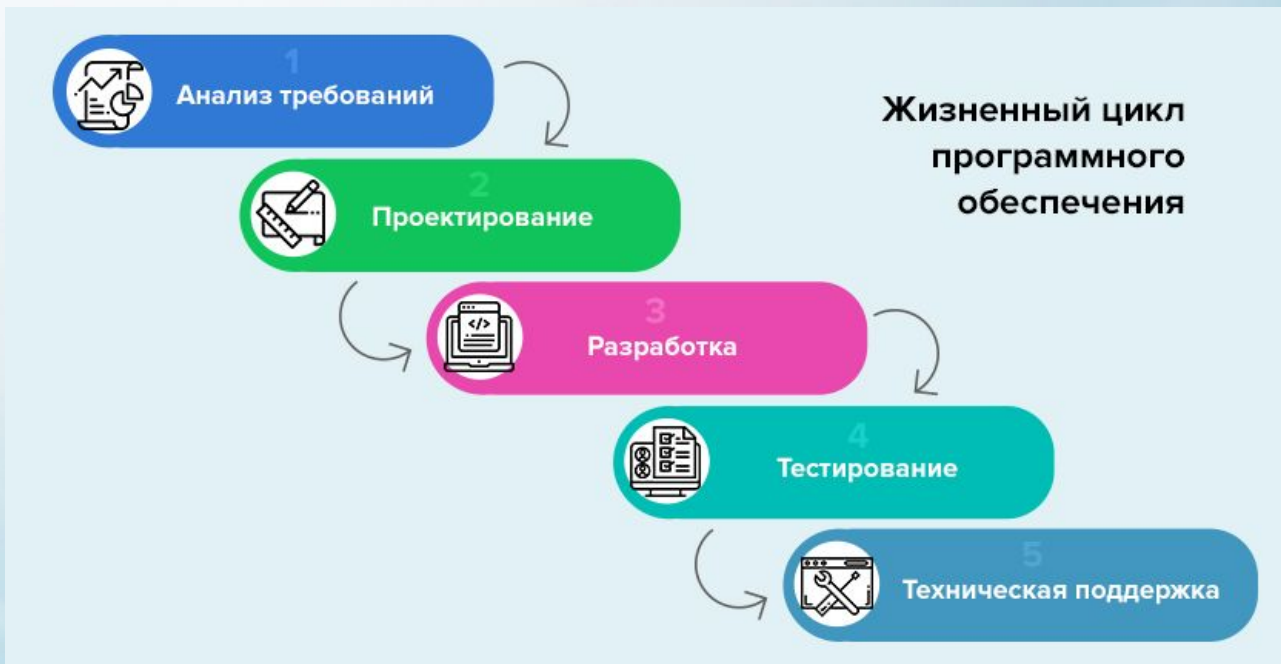 1
Анализ требований
Жизненный цикл
программного
обеспечения
2
Проектирование
3
</>
Разработка
4
Тестирование
5
Техническая поддержка